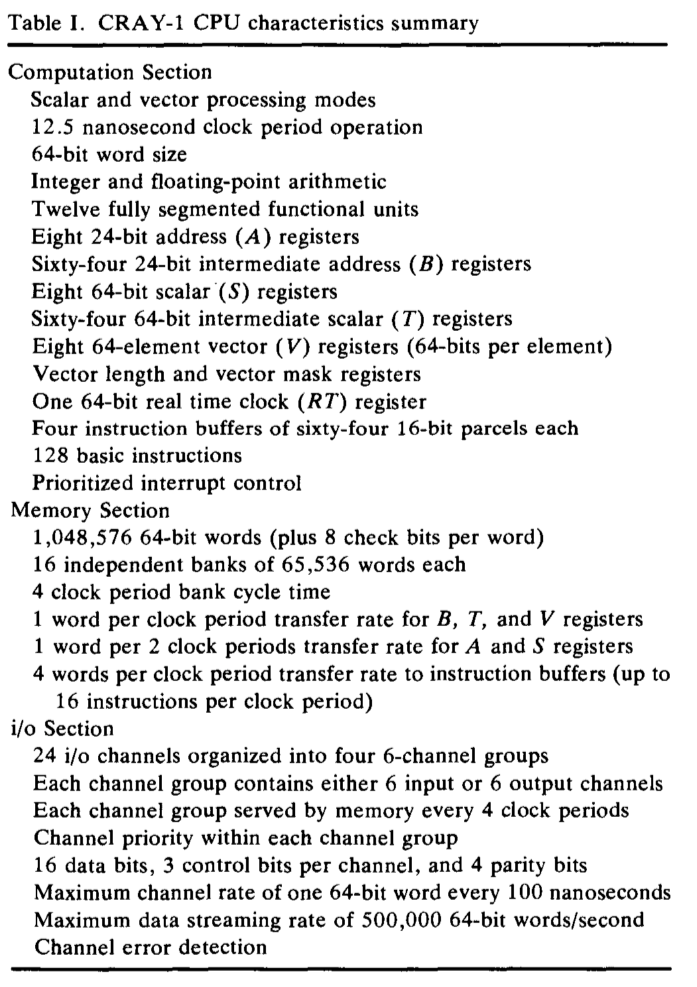 Table I. CRAY-1 CPU characteristics summary
Computation Section
Scalar and vector processing modes
12.5 nanosecond clock period operation
64-bit word size
Integer and floating-point arithmetic
Twelve fully segmented functional units
Eight 24-bit address (A) registers
Sixty-four 24-bit intermediate address (B) registers
Eight 64-bit scalar (S) registers
Sixty-four 64-bit intermediate scalar (T) registers
Eight 64-element vector (V) registers (64-bits per element)
Vector length and vector mask registers
One 64-bit real time clock (RT) register
Four instruction buffers of sixty-four 16-bit parcels each
128 basic instructions
Prioritized interrupt control
Memory Section
1,048,576 64-bit words (plus 8 check bits per word)
16 independent banks of 65,536 words each
4 clock period bank cycle time
1 word per clock period transfer rate for B, T, and V registers
1 word per 2 clock periods transfer rate for A and S registers
4 words per clock period transfer rate to instruction buffers (up to
16 instructions per clock period)
i/o Section
24 i/o channels organized into four 6-channel groups
Each channel group contains either 6 input or 6 output channels
Each channel group served by memory every 4 clock periods
Channel priority within each channel group
16 data bits, 3 control bits per channel, and 4 parity bits
Maximum channel rate of one 64-bit word every 100 nanoseconds
Maximum data streaming rate of 500,000 64-bit words/second
Channel error detection